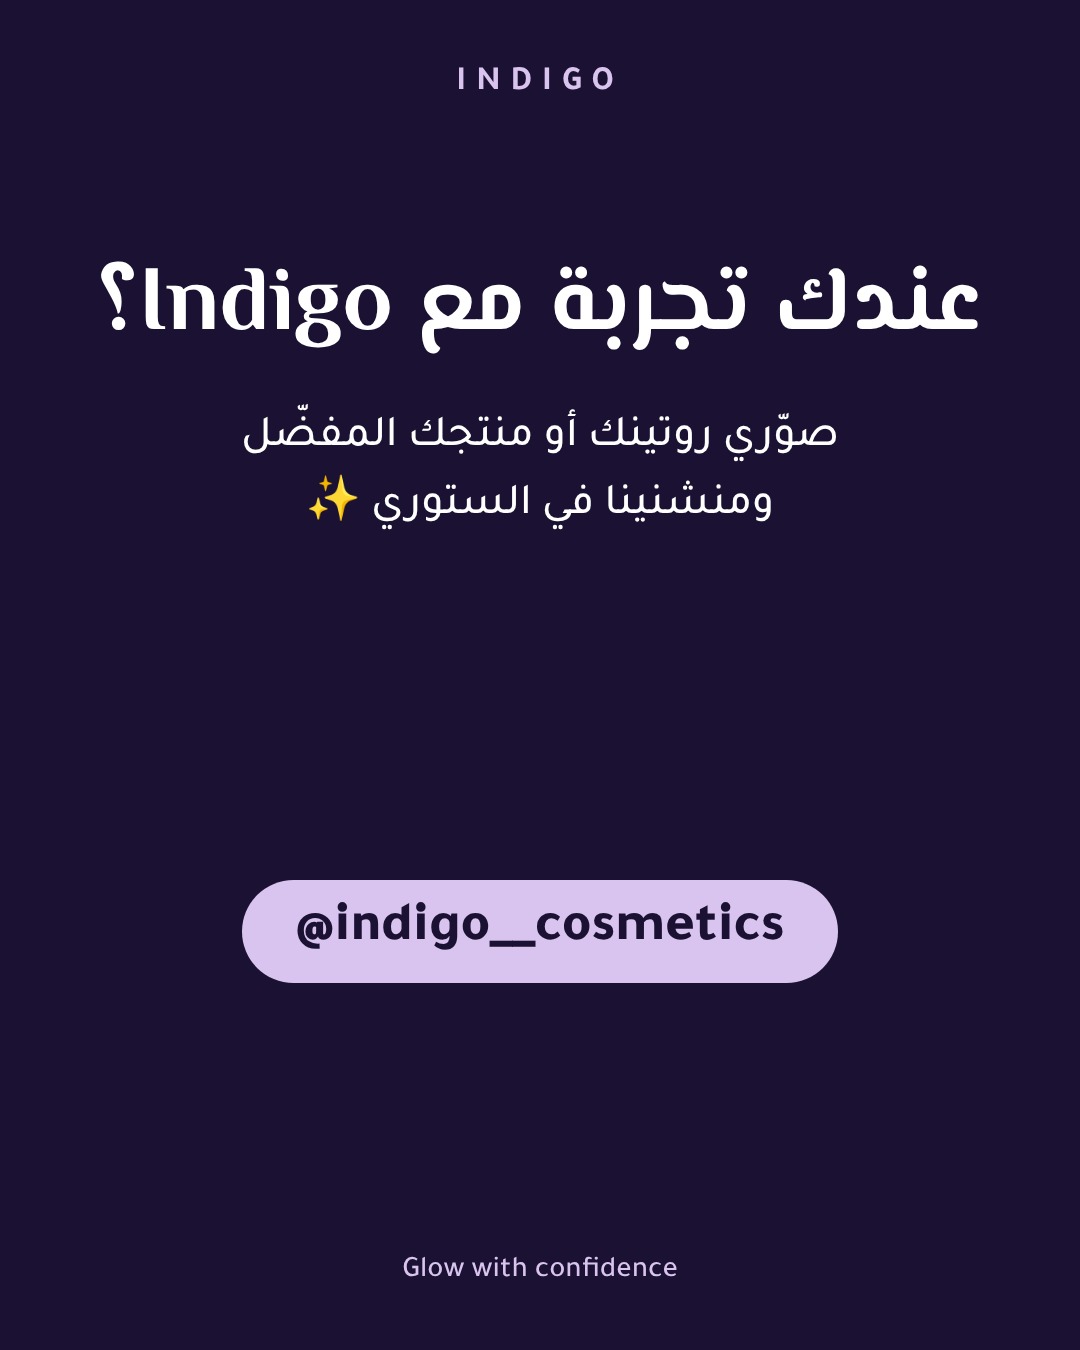 INDIGO
عندك تجربة مع Indigo؟
صوّري روتينك أو منتجك المفضّل
ومنشنينا في الستوري ✨
@indigo__cosmetics
Glow with confidence